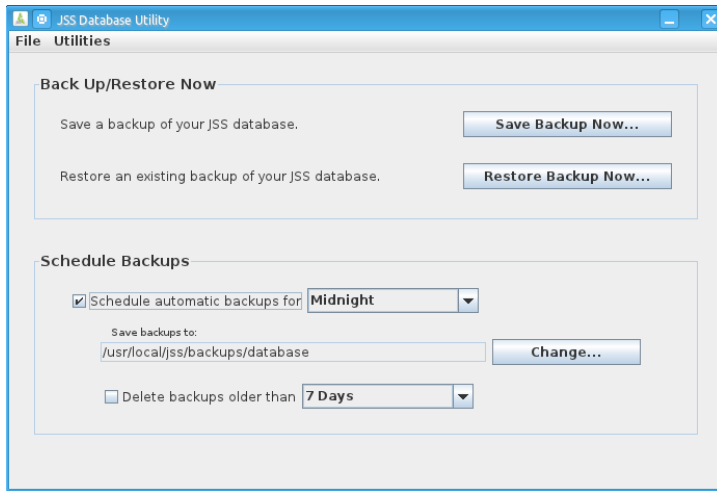 JSS Database Utility
File Utilities
Back Up/Restore Now
Save a backup of your JSS database. Save Backup Now...
Restore an existing backup of your JSS database. Restore Backup Now...
Schedule Backups
Schedule automatic backups for Midnight
Save backups to:
/usr/local/jss/backups/database Change...
Delete backups older than 7 Days